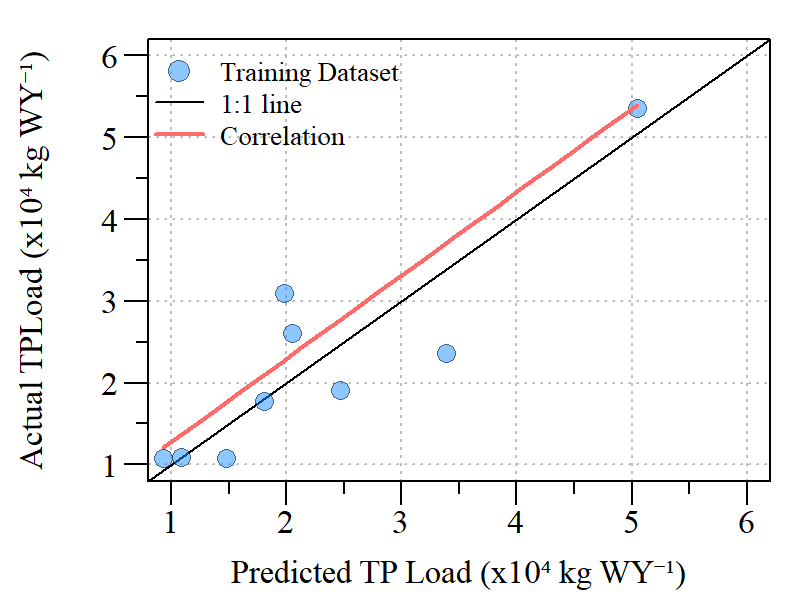 Actual TPLoad (x10⁴ kg WY⁻¹)
6
5
4
3
2
1
Training Dataset
1:1 line
Correlation
1 2 3 4 5 6
Predicted TP Load (x10⁴ kg WY⁻¹)